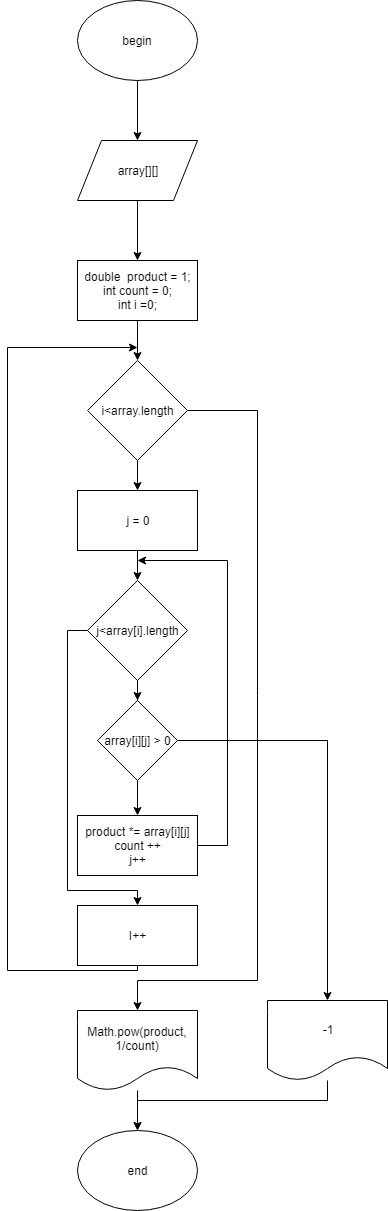 begin
array[][]
double  product = 1;
int count = 0;
int i =0;
i<array.length
j = 0
j<array[i].length
array[i][j] > 0
product *= array[i][j]
count ++
j++
I++
Math.pow(product,
1/count)
-1
end